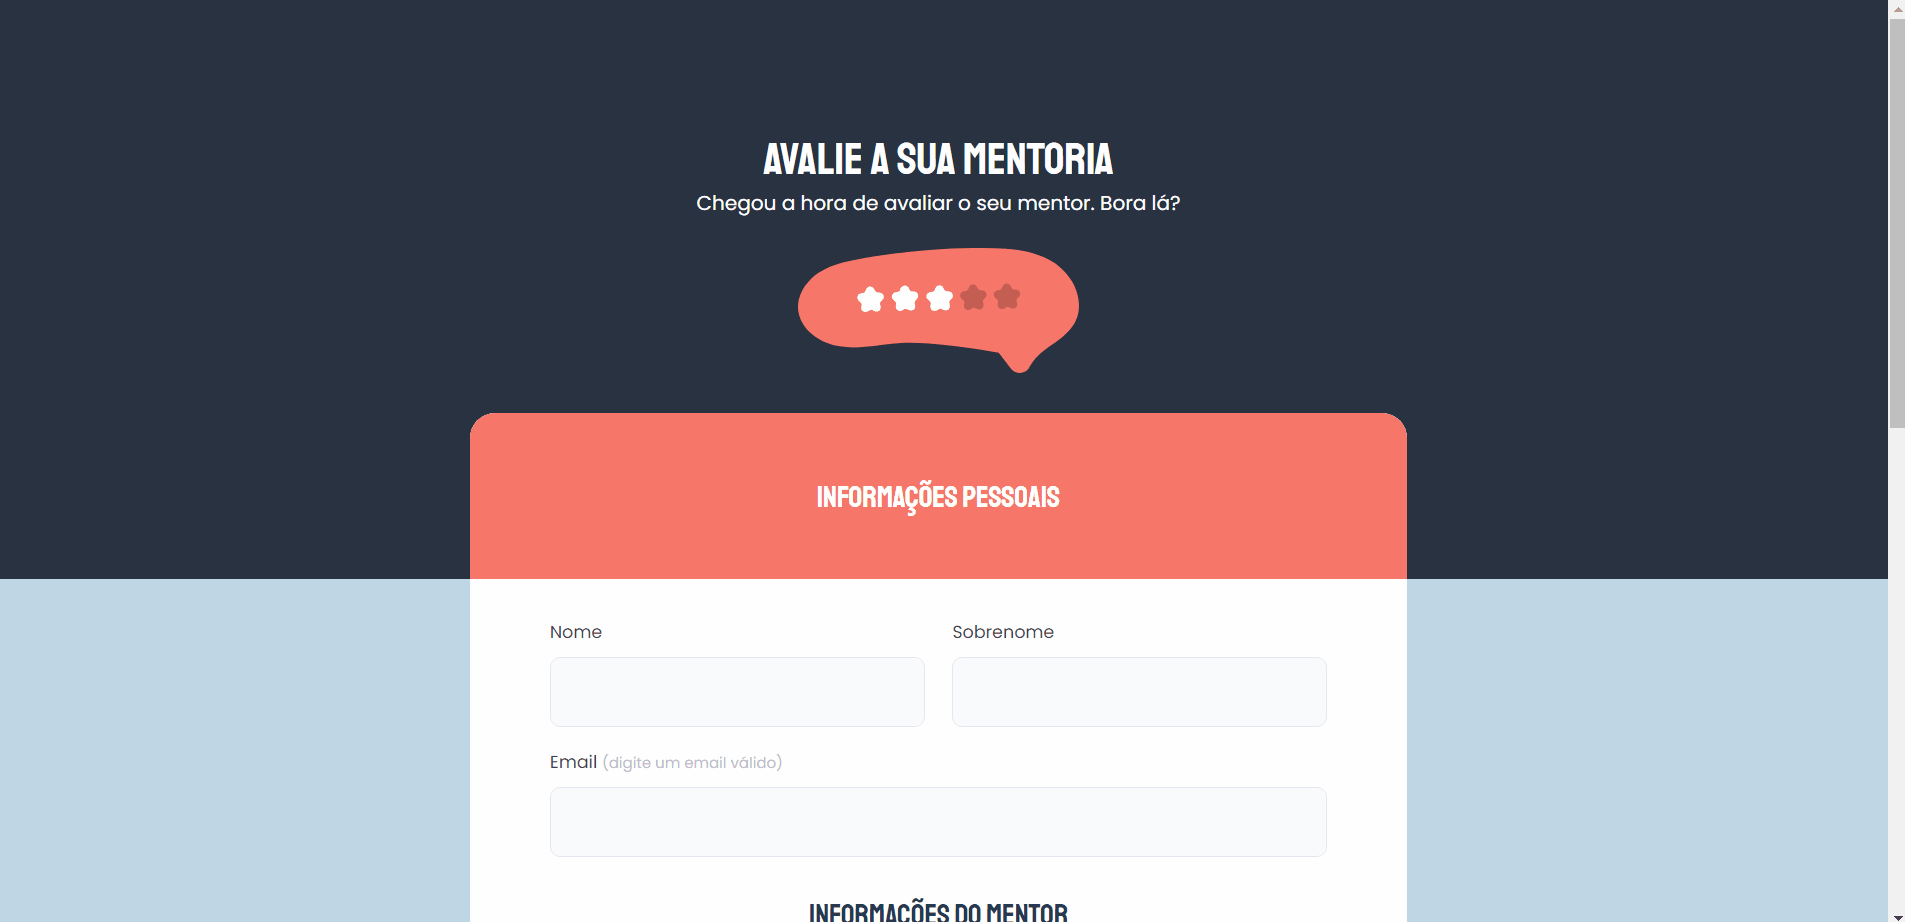 AVALIE A SUA MENTORIA
Chegou a hora de avaliar o seu mentor. Bora lá?
INFORMAÇÕES PESSOAIS
Nome
Sobrenome
Email (digite um email válido)
INFORMAÇÕES DO MENTOR